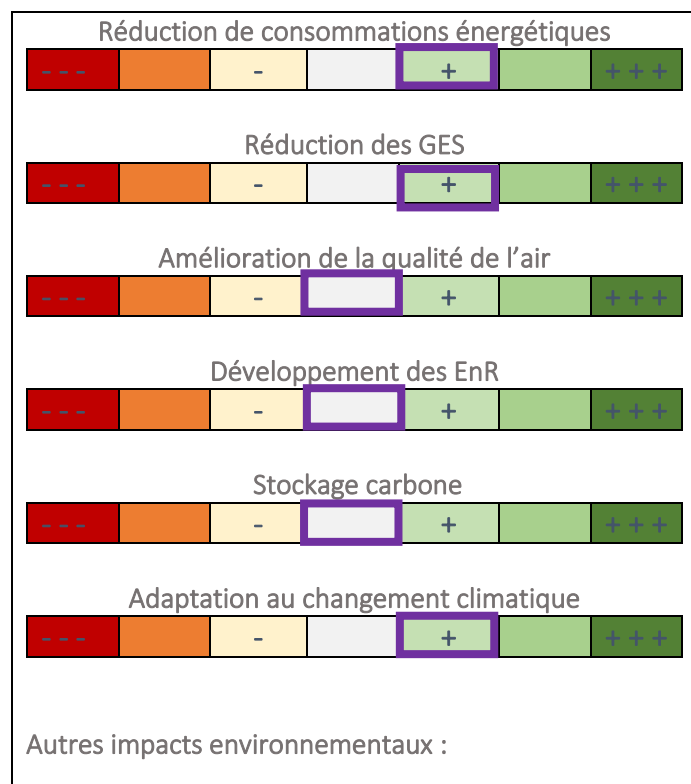 Réduction de consommations énergétiques
- - - - + + + +
Réduction des GES
- - - - + + + +
Amélioration de la qualité de l’air
- - - - + + + +
Développement des EnR
- - - - + + + +
Stockage carbone
- - - - + + + +
Adaptation au changement climatique
- - - - + + + +
Autres impacts environnementaux :